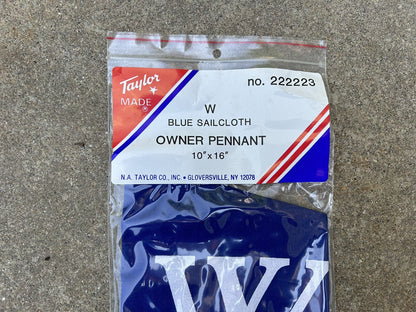 Taylor
MADE
no. 222223
W
BLUE SAILCLOTH
OWNER PENNANT
10"x16"
N.A. TAYLOR CO., INC. • GLOVERSVILLE, NY 12078
W